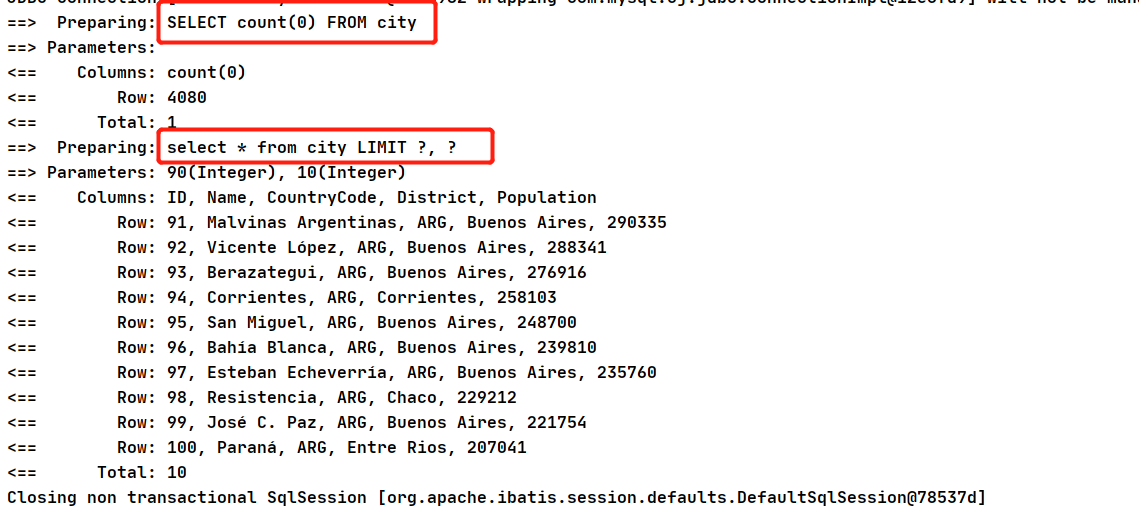 ==>  Preparing: SELECT count(0) FROM city
==> Parameters:
<==    Columns: count(0)
<==        Row: 4080
<==      Total: 1
==>  Preparing: select * from city LIMIT ?, ?
==> Parameters: 90(Integer), 10(Integer)
<==    Columns: ID, Name, CountryCode, District, Population
<==        Row: 91, Malvinas Argentinas, ARG, Buenos Aires, 290335
<==        Row: 92, Vicente López, ARG, Buenos Aires, 288341
<==        Row: 93, Berazategui, ARG, Buenos Aires, 276916
<==        Row: 94, Corrientes, ARG, Corrientes, 258103
<==        Row: 95, San Miguel, ARG, Buenos Aires, 248700
<==        Row: 96, Bahía Blanca, ARG, Buenos Aires, 239810
<==        Row: 97, Esteban Echeverría, ARG, Buenos Aires, 235760
<==        Row: 98, Resistencia, ARG, Chaco, 229212
<==        Row: 99, José C. Paz, ARG, Buenos Aires, 221754
<==        Row: 100, Paraná, ARG, Entre Rios, 207041
<==      Total: 10
Closing non transactional SqlSession [org.apache.ibatis.session.defaults.DefaultSqlSession@78537d]